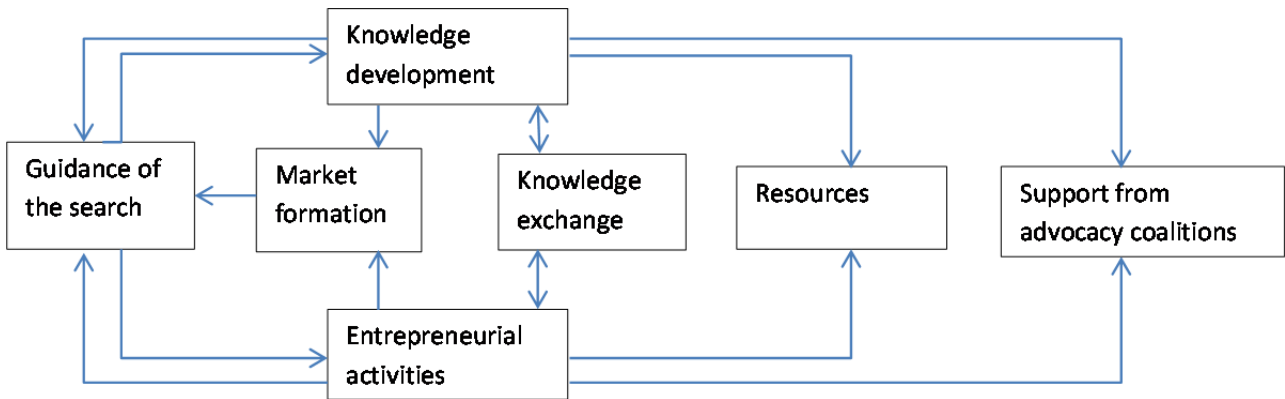 Knowledge
development
Guidance of
the search
Market
formation
Knowledge
exchange
Resources
Support from
advocacy coalitions
Entrepreneurial
activities